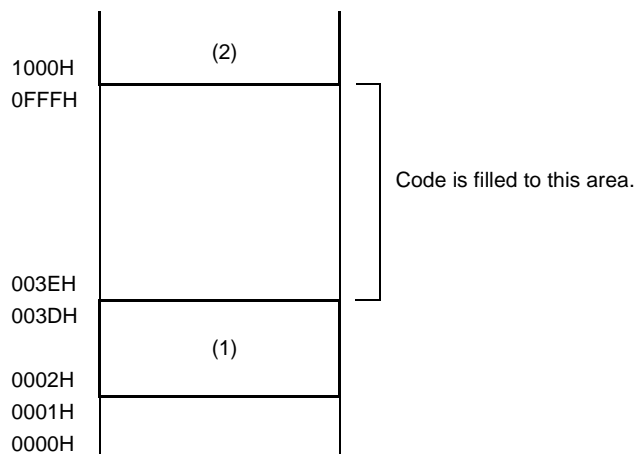 (2)
1000H
0FFFH
Code is filled to this area.
003EH
003DH
(1)
0002H
0001H
0000H